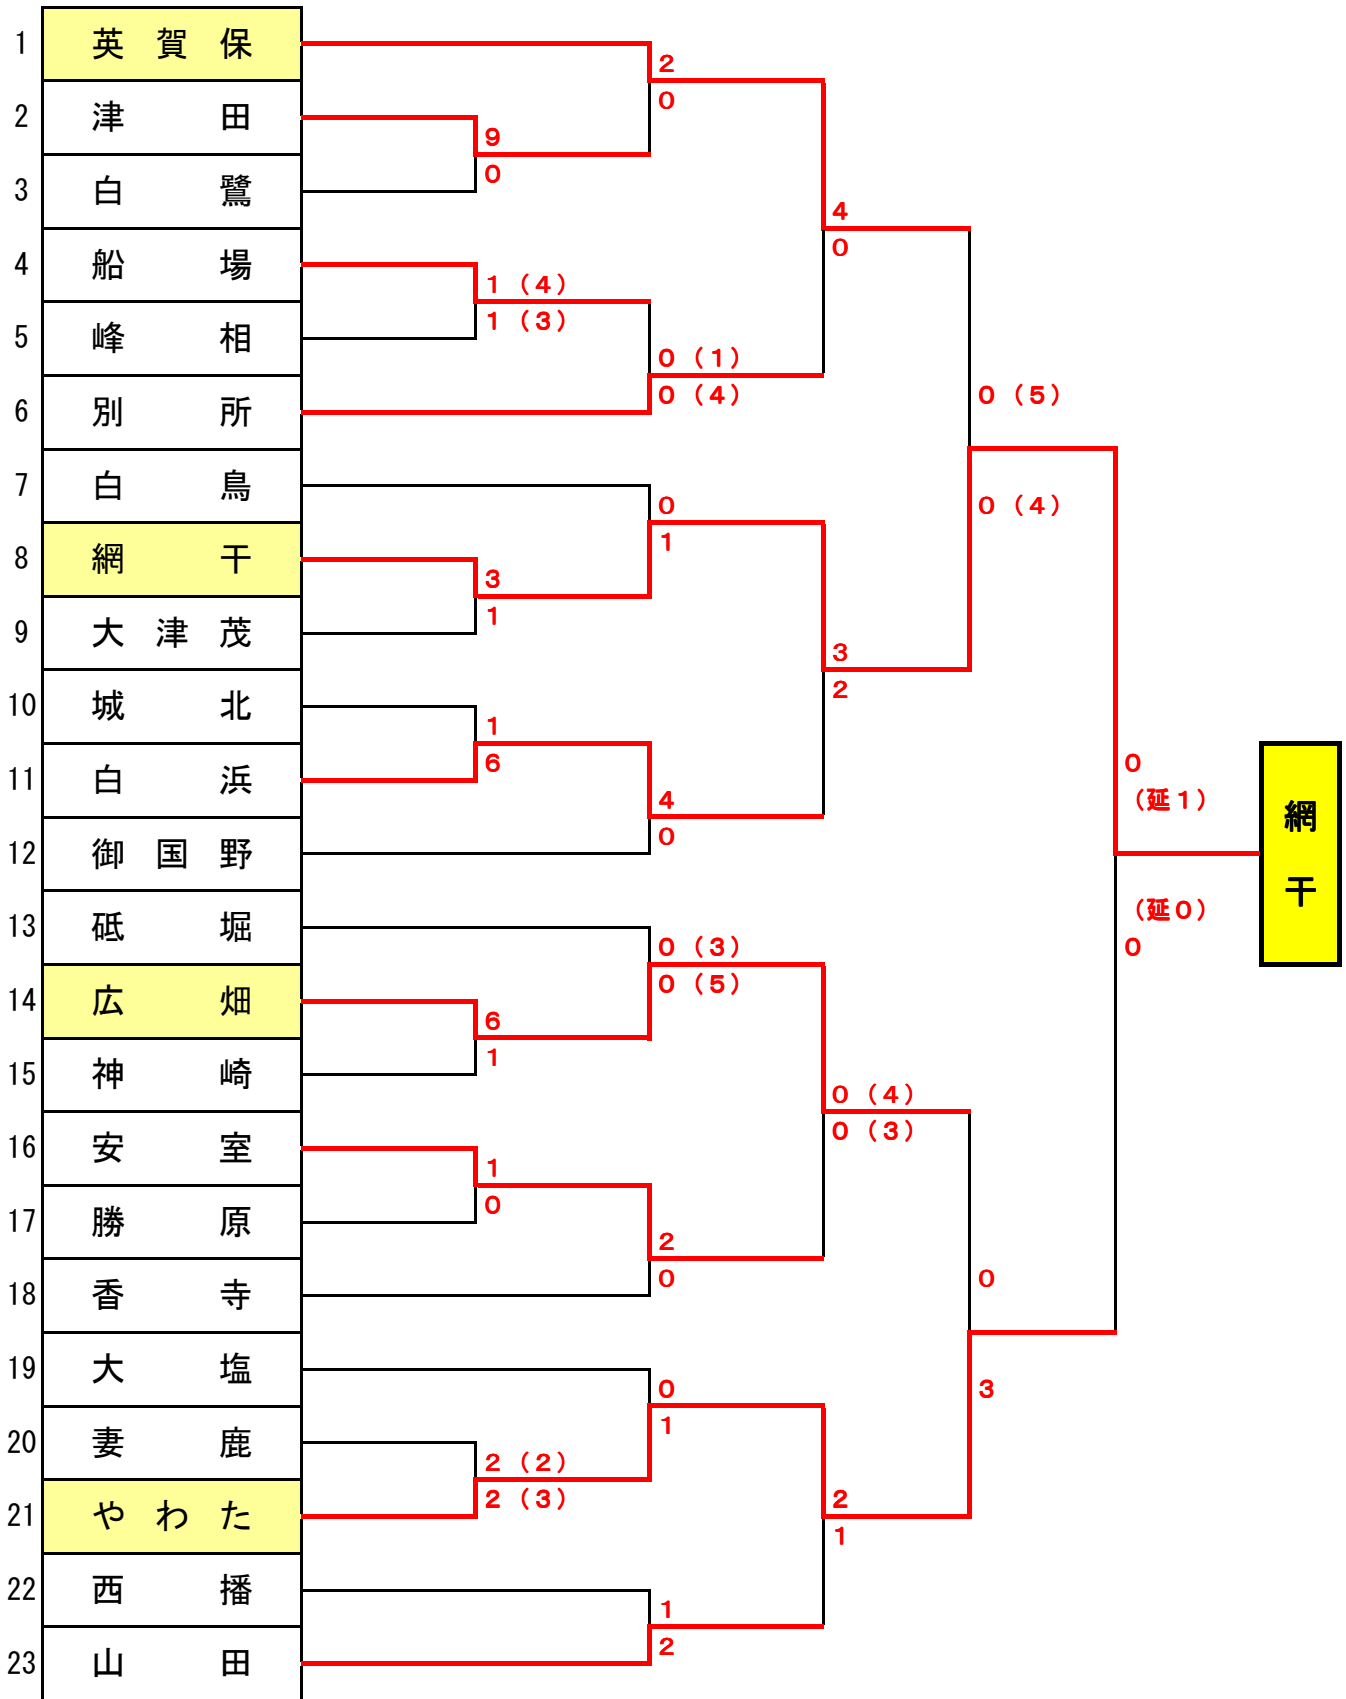 1 英賀保
2 津田
3 白鷺
4 船場
5 峰相
6 別所
7 白鳥
8 網干
9 大津茂
10 城北
11 白浜
12 御国野
13 砥堀
14 広畑
15 神崎
16 安室
17 勝原
18 香寺
19 大塩
20 妻鹿
21 やわた
22 西播
23 山田
9
0
1（4）
1（3）
3
1
1
6
6
1
1
0
2（2）
2（3）
2
0
0（1）
0（4）
0
1
4
0
0（3）
0（5）
2
0
0
1
1
2
4
0
3
2
0（4）
0（3）
2
1
0（5）
0（4）
0
3
0
（延1）
（延0）
0
網干